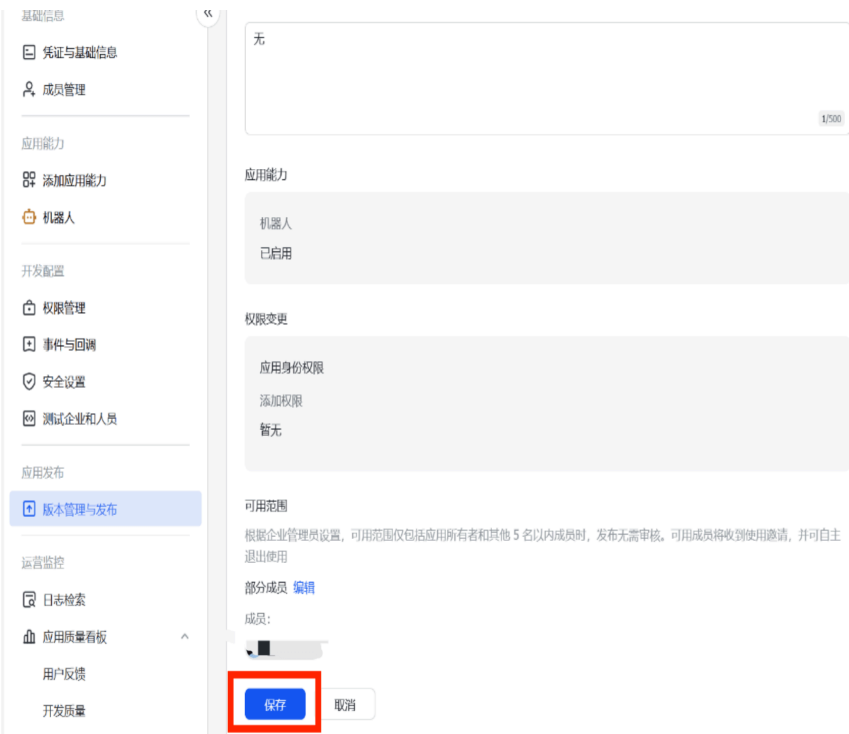 基础信息
凭证与基础信息
成员管理
应用能力
添加应用能力
机器人
开发配置
权限管理
事件与回调
安全设置
测试企业和人员
应用发布
版本管理与发布
运营监控
日志检索
应用质量看板
用户反馈
开发质量
无
1/500
应用能力
机器人
已启用
权限变更
应用身份权限
添加权限
暂无
可用范围
根据企业管理员设置，可用范围仅包括应用所有者和其他 5 名以内成员时，发布无需审核。可用成员将收到使用邀请，并可自主
退出使用
部分成员 编辑
成员：
保存 取消